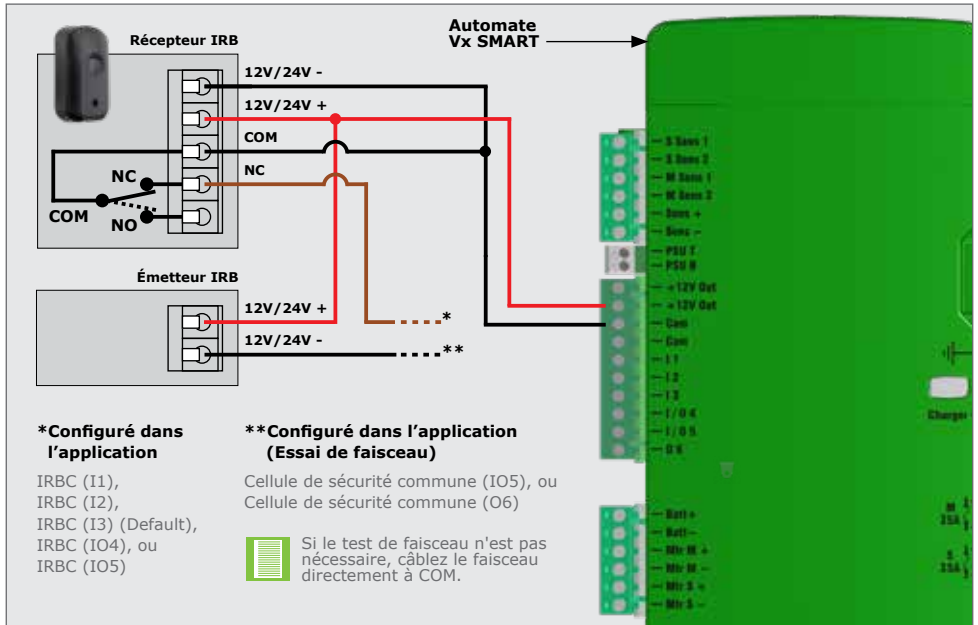 Automate
Vx SMART
Récepteur IRB
12V/24V -
12V/24V +
COM
NC
NC
COM
NO
Émetteur IRB
12V/24V +
12V/24V -
*
**
S Sens 1
S Sens 2
M Sens 1
M Sens 2
Sens +
Sens -
PSU T
PSU R
+12V Out
+12V Out
Com
Com
I 1
I 2
I 3
I / O 4
I / O 5
O 6
Charger
Batt+
Batt-
Mtr M +
Mtr M -
Mtr S +
Mtr S -
M
25A
S
*Configuré dans
l'application
IRBC (I1),
IRBC (I2),
IRBC (I3) (Default),
IRBC (IO4), ou
IRBC (IO5)
**Configuré dans l'application
(Essai de faisceau)
Cellule de sécurité commune (IO5), ou
Cellule de sécurité commune (O6)
Si le test de faisceau n'est pas
nécessaire, câblez le faisceau
directement à COM.